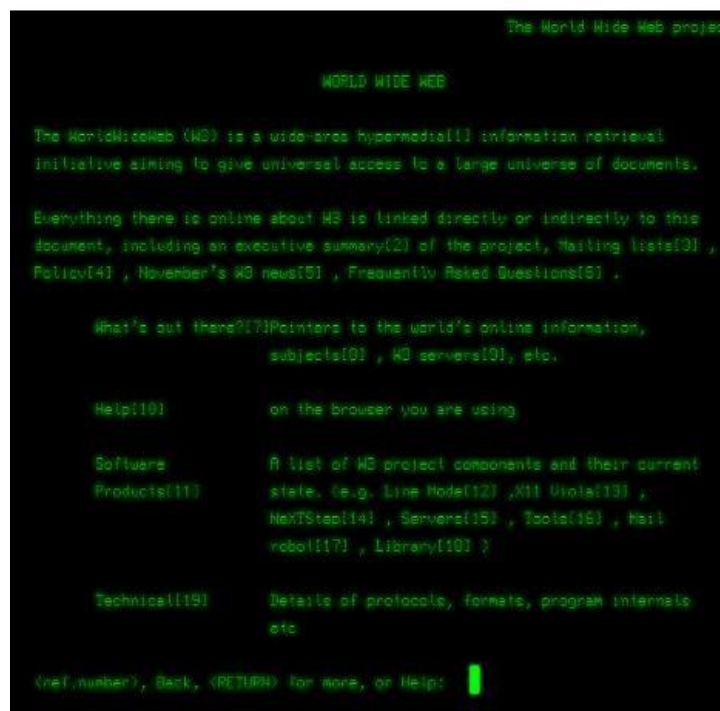 The World Wide Web projec
WORLD WIDE WEB
The WorldWideWeb (W3) is a wide-area hypermedia[1] information retrieval
initiative aiming to give universal access to a large universe of documents.
Everything there is online about W3 is linked directly or indirectly to this
document, including an executive summary[2] of the project, Mailing lists[3] ,
Policy[4] , November's W3 news[5] , Frequently Asked Questions[6] .
What's out there?[7]Pointers to the world's online information,
subjects[8] , W3 servers[9], etc.
Help[10] on the browser you are using
Software A list of W3 project components and their current
Products[11] state. (e.g. Line Mode[12] ,X11 Viola[13] ,
NeXTStep[14] , Servers[15] , Tools[16] , Mail
robot[17] , Library[18] )
Technical[19] Details of protocols, formats, program internals
etc
<ref.number>, Back, <RETURN> for more, or Help: